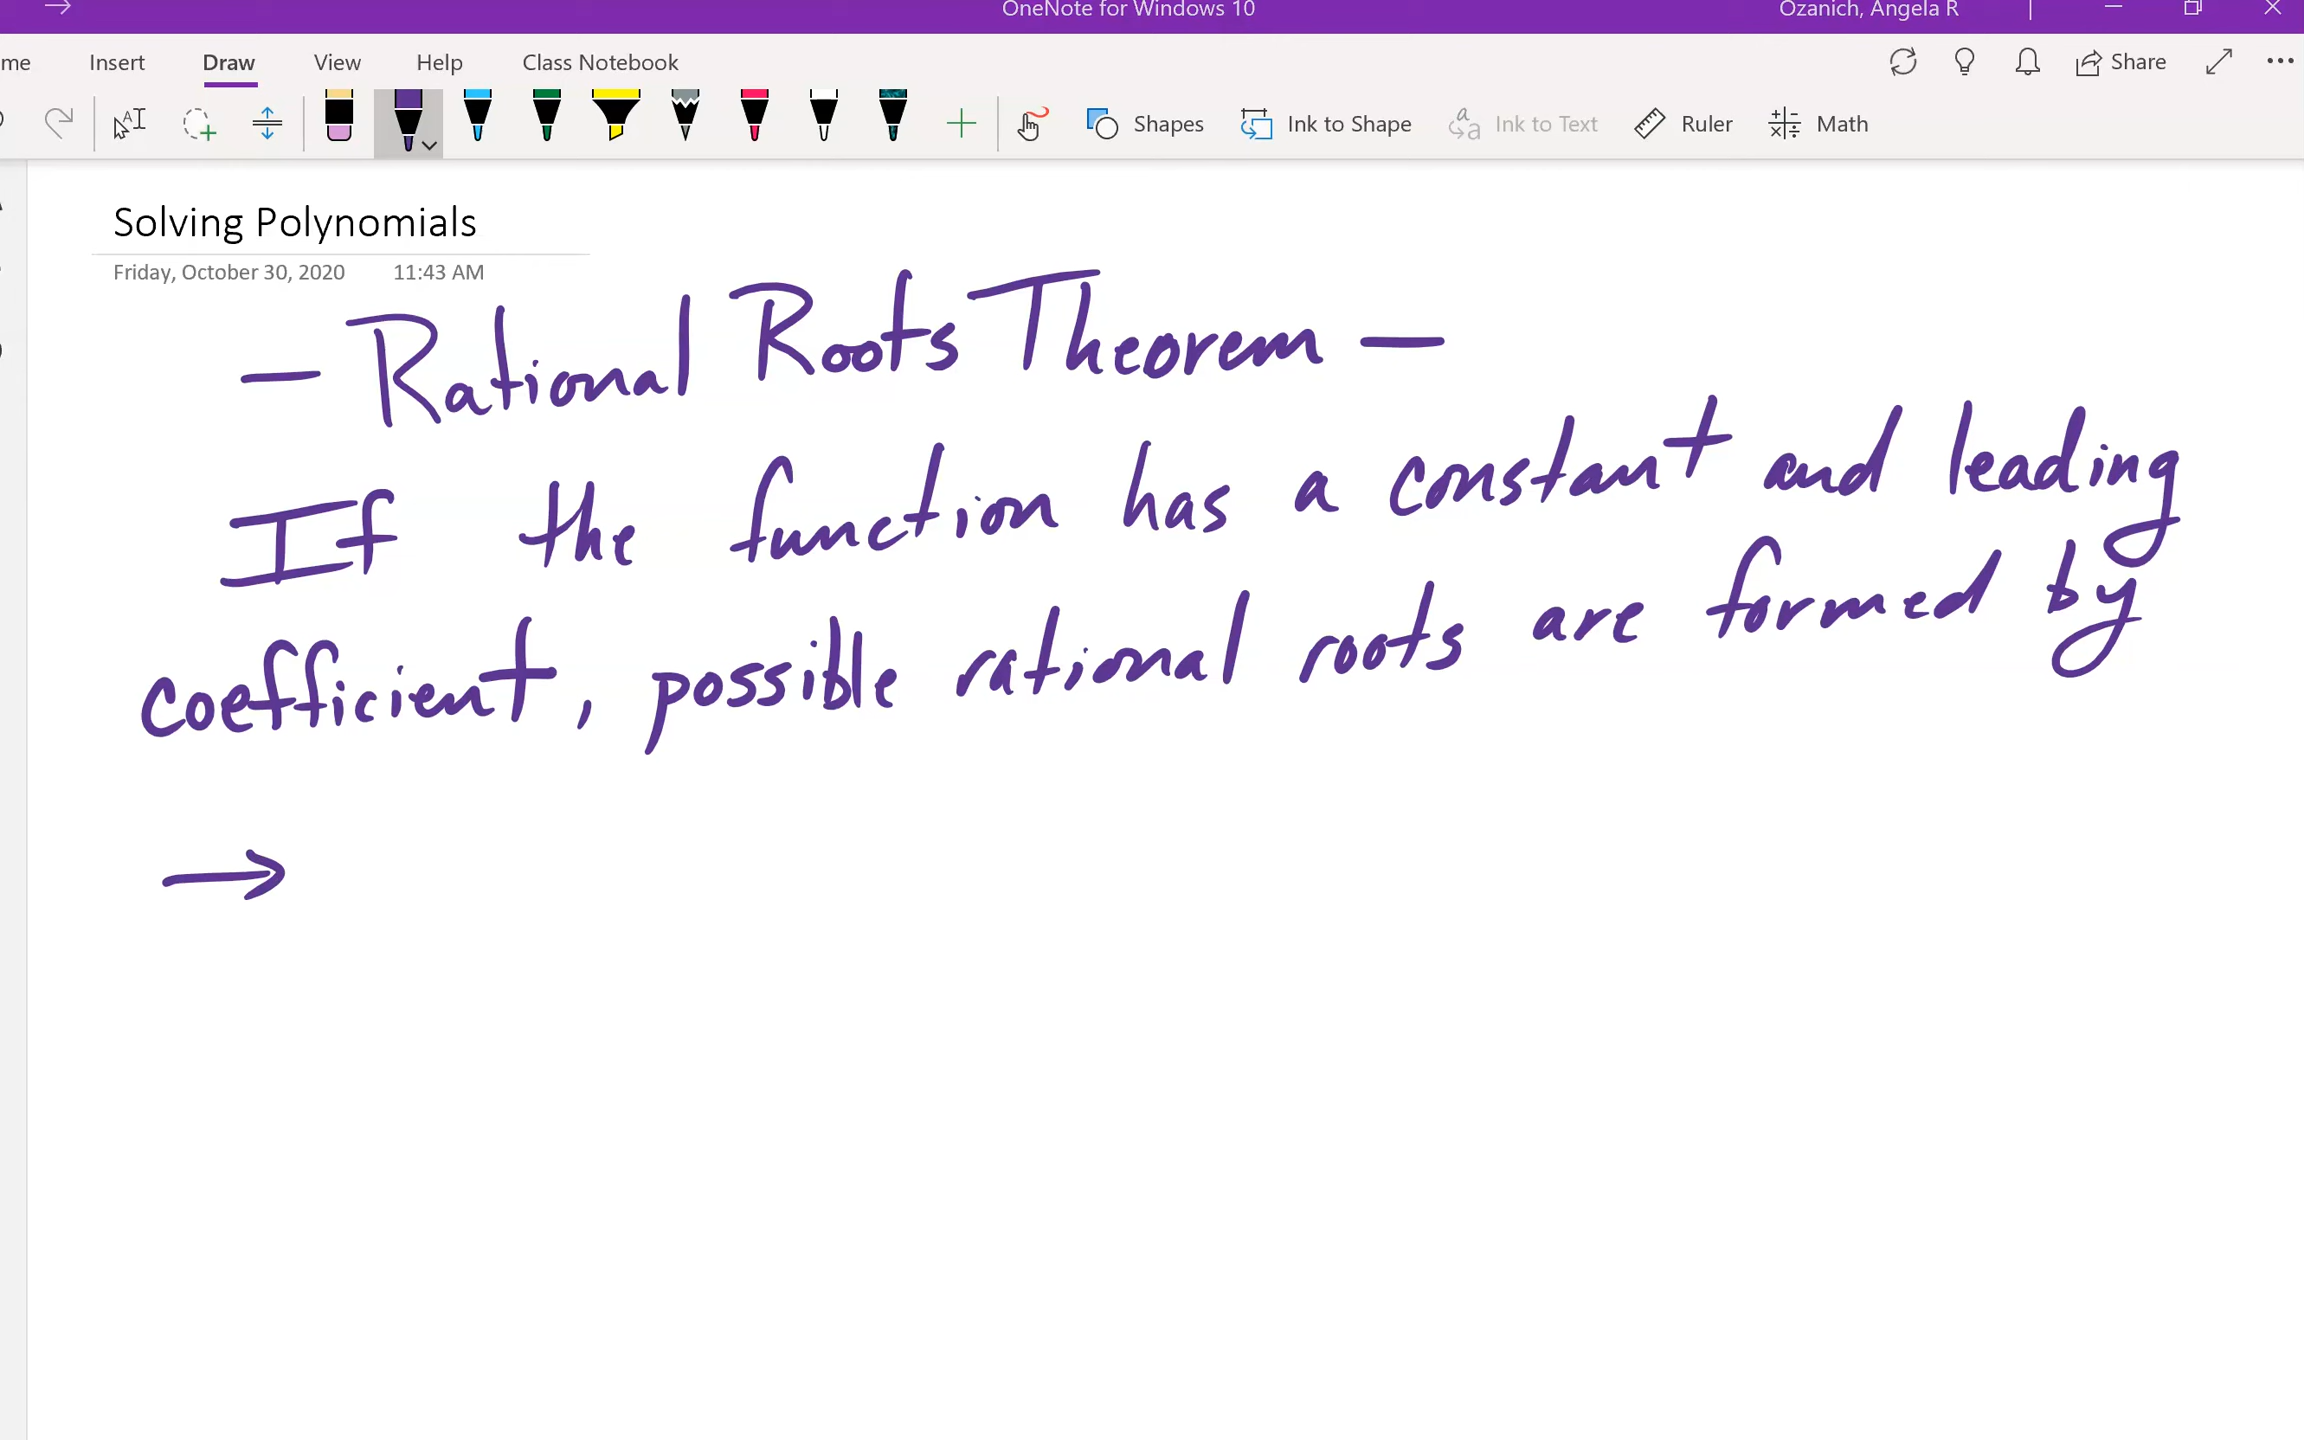 OneNote for Windows 10 Ozanich, Angela R
me Insert Draw View Help Class Notebook Share
Shapes Ink to Shape Ink to Text Ruler Math
Solving Polynomials
Friday, October 30, 2020 11:43 AM
— Rational Roots Theorem —
If the function has a constant and leading
coefficient, possible rational roots are formed by
→